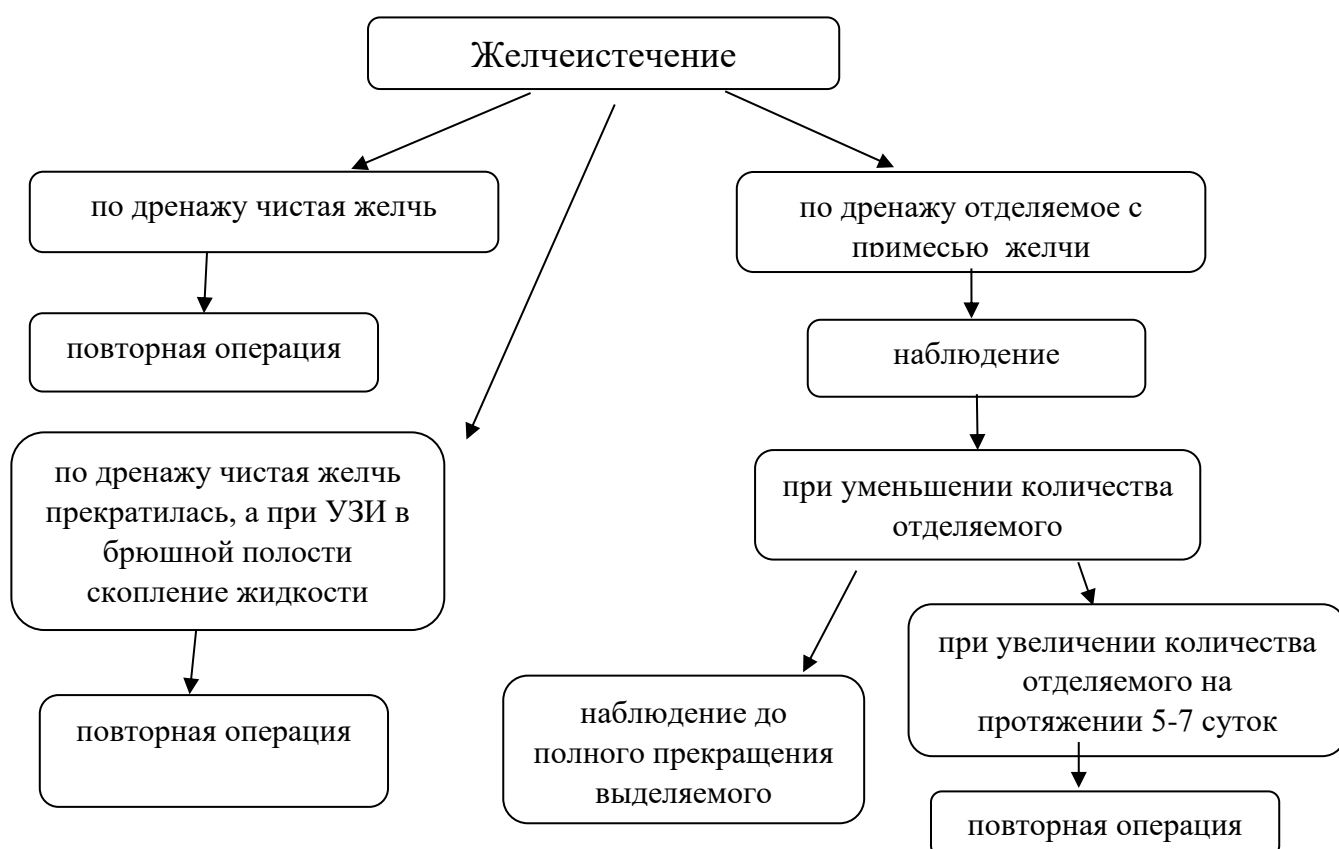 Желчеистечение
по дренажу чистая желчь
повторная операция
по дренажу чистая желчь
прекратилась, а при УЗИ в
брюшной полости
скопление жидкости
повторная операция
по дренажу отделяемое с
примесью желчи
наблюдение
при уменьшении количества
отделяемого
наблюдение до
полного прекращения
выделяемого
при увеличении количества
отделяемого на
протяжении 5-7 суток
повторная операция